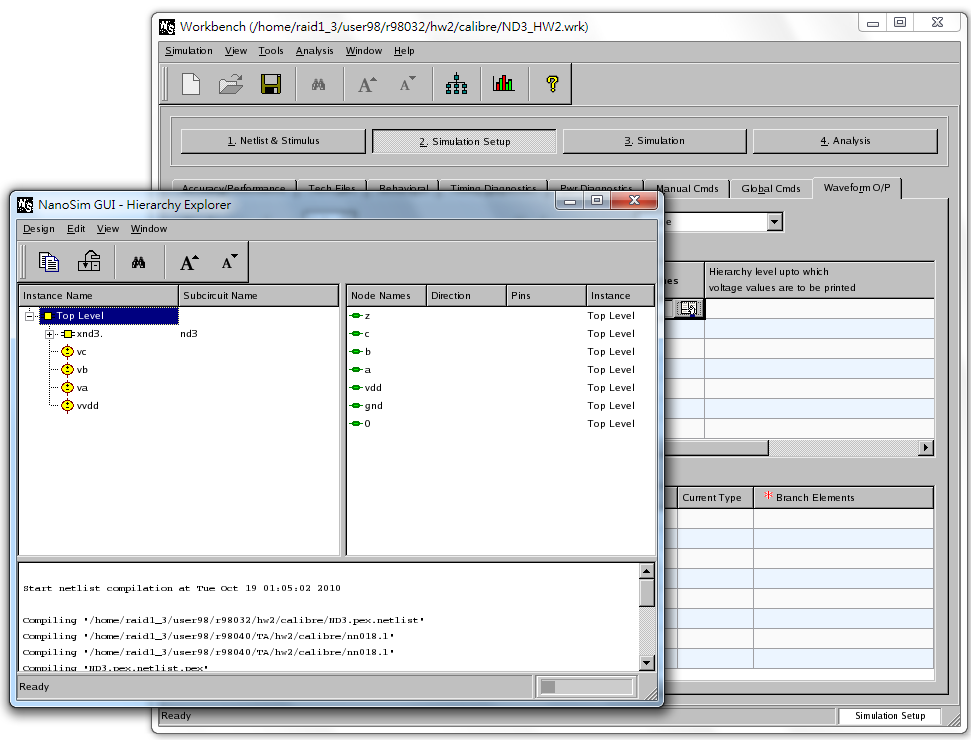 Workbench (/home/raid1_3/user98/r98032/hw2/calibre/ND3_HW2.wrk)
Simulation View Tools Analysis Window Help
1. Netlist & Stimulus 2. Simulation Setup 3. Simulation 4. Analysis
Accuracy/Performance Tech Files Behavioral Timing Diagnostics Pwr Diagnostics Manual Cmds Global Cmds Waveform O/P
Hierarchy level upto which
voltage values are to be printed
Current Type * Branch Elements
Ready Simulation Setup
NanoSim GUI - Hierarchy Explorer
Design Edit View Window
Instance Name Subcircuit Name Node Names Direction Pins Instance
Top Level z Top Level
xnd3. nd3 c Top Level
vc b Top Level
vb a Top Level
va vdd Top Level
vvdd gnd Top Level
0 Top Level
Start netlist compilation at Tue Oct 19 01:05:02 2010
Compiling '/home/raid1_3/user98/r98032/hw2/calibre/ND3.pex.netlist'
Compiling '/home/raid1_3/user98/r98040/TA/hw2/calibre/nn018.l'
Compiling '/home/raid1_3/user98/r98040/TA/hw2/calibre/nn018.l'
Compiling 'ND3.pex.netlist.pex'
Ready